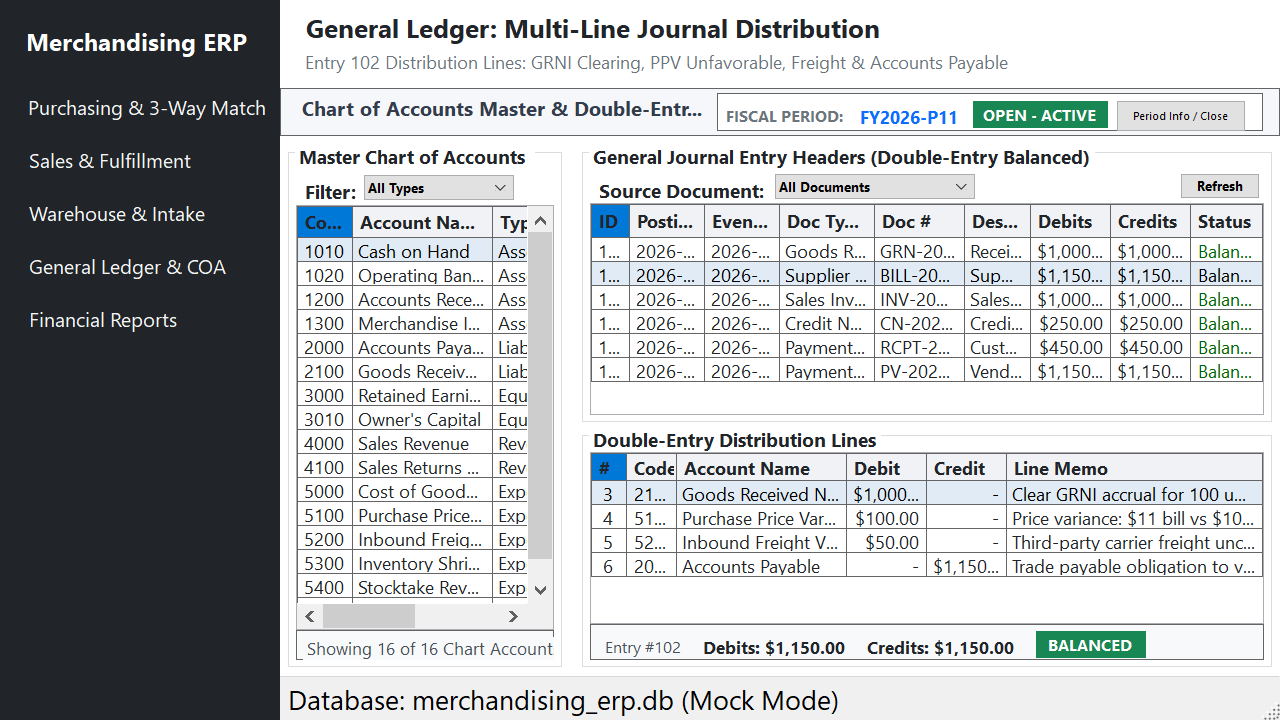 Merchandising ERP
Purchasing & 3-Way Match
Sales & Fulfillment
Warehouse & Intake
General Ledger & COA
Financial Reports
General Ledger: Multi-Line Journal Distribution
Entry 102 Distribution Lines: GRNI Clearing, PPV Unfavorable, Freight & Accounts Payable
Chart of Accounts Master & Double-Entr...
FISCAL PERIOD: FY2026-P11 OPEN - ACTIVE Period Info / Close
Master Chart of Accounts
Filter: All Types
Co... Account Na... Typ
1010 Cash on Hand Ass
1020 Operating Ban... Ass
1200 Accounts Rece... Ass
1300 Merchandise I... Ass
2000 Accounts Paya... Liab
2100 Goods Receiv... Liab
3000 Retained Earni... Equ
3010 Owner's Capital Equ
4000 Sales Revenue Rev
4100 Sales Returns ... Rev
5000 Cost of Good... Exp
5100 Purchase Price... Exp
5200 Inbound Freig... Exp
5300 Inventory Shri... Exp
5400 Stocktake Rev... Exp
Showing 16 of 16 Chart Account
General Journal Entry Headers (Double-Entry Balanced)
Source Document: All Documents Refresh
ID Posti... Even... Doc Ty... Doc # Des... Debits Credits Status
1... 2026-... 2026-... Goods R... GRN-20... Recei... $1,000... $1,000... Balan...
1... 2026-... 2026-... Supplier ... BILL-20... Sup... $1,150... $1,150... Balan...
1... 2026-... 2026-... Sales Inv... INV-20... Sales... $1,000... $1,000... Balan...
1... 2026-... 2026-... Credit N... CN-202... Credi... $250.00 $250.00 Balan...
1... 2026-... 2026-... Payment... RCPT-2... Cust... $450.00 $450.00 Balan...
1... 2026-... 2026-... Payment... PV-202... Vend... $1,150... $1,150... Balan...
Double-Entry Distribution Lines
# Code Account Name Debit Credit Line Memo
3 21... Goods Received N... $1,000... - Clear GRNI accrual for 100 u...
4 51... Purchase Price Var... $100.00 - Price variance: $11 bill vs $10...
5 52... Inbound Freight V... $50.00 - Third-party carrier freight unc...
6 20... Accounts Payable - $1,150... Trade payable obligation to v...
Entry #102 Debits: $1,150.00 Credits: $1,150.00 BALANCED
Database: merchandising_erp.db (Mock Mode)